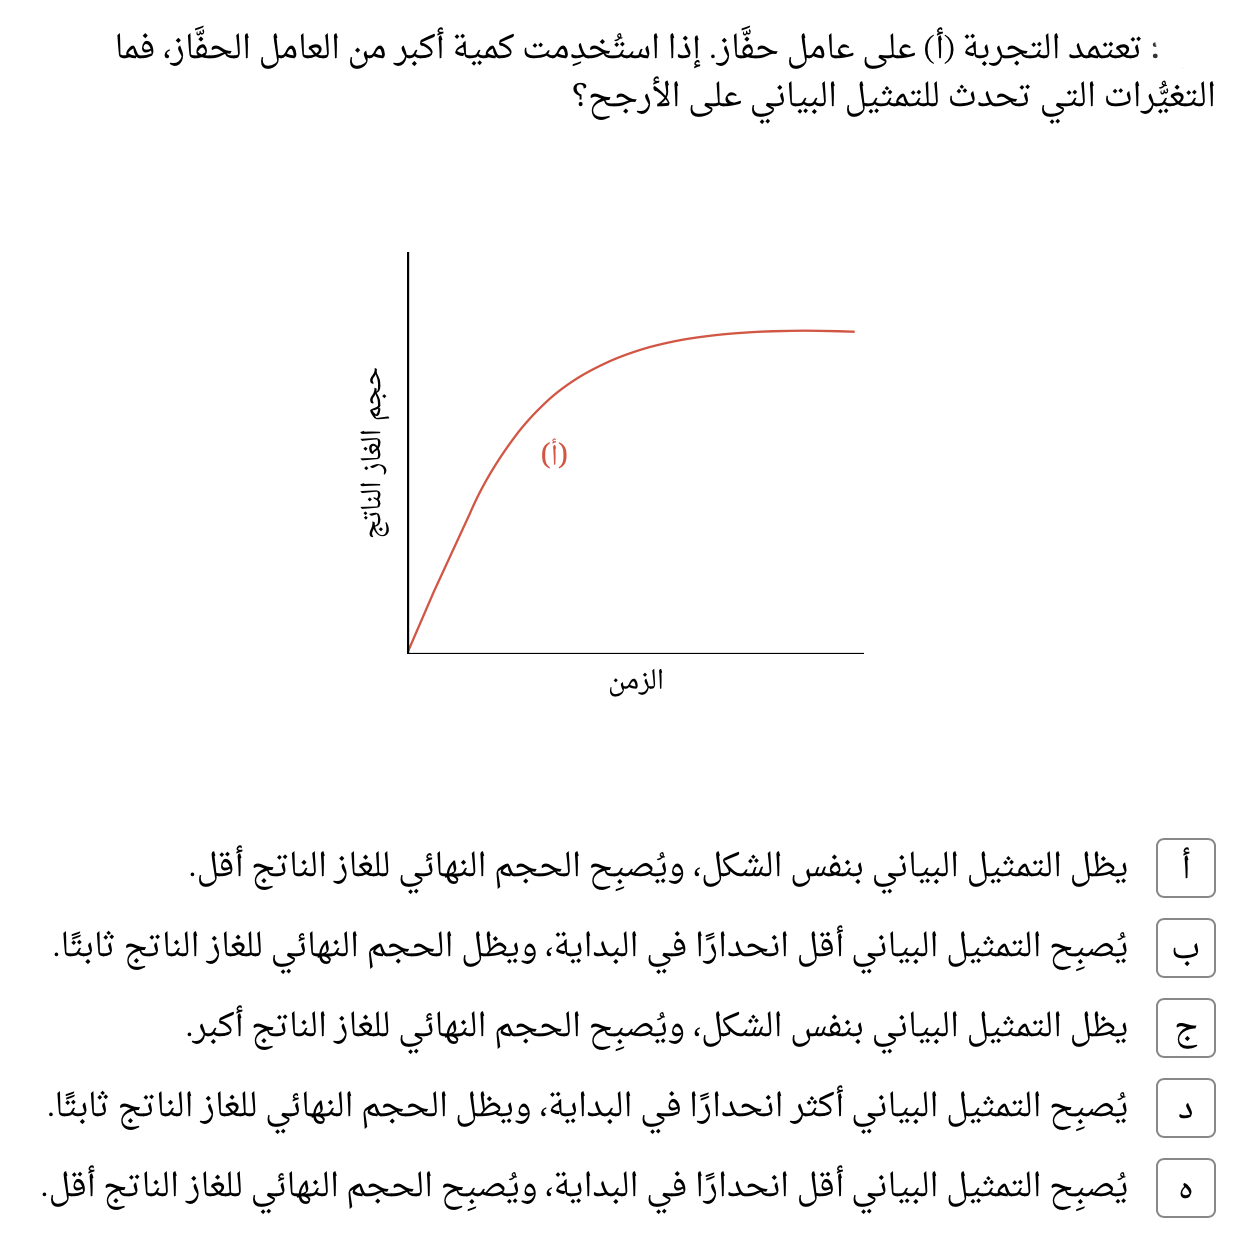 : تعتمد التجربة (أ) على عامل حفَّاز. إذا استُخدِمت كمية أكبر من العامل الحفَّاز، فما
التغيُّرات التي تحدث للتمثيل البياني على الأرجح؟
حجم الغاز الناتج
(أ)
الزمن
أ يظل التمثيل البياني بنفس الشكل، ويُصبِح الحجم النهائي للغاز الناتج أقل.
ب يُصبِح التمثيل البياني أقل انحدارًا في البداية، ويظل الحجم النهائي للغاز الناتج ثابتًا.
ج يظل التمثيل البياني بنفس الشكل، ويُصبِح الحجم النهائي للغاز الناتج أكبر.
د يُصبِح التمثيل البياني أكثر انحدارًا في البداية، ويظل الحجم النهائي للغاز الناتج ثابتًا.
ه يُصبِح التمثيل البياني أقل انحدارًا في البداية، ويُصبِح الحجم النهائي للغاز الناتج أقل.